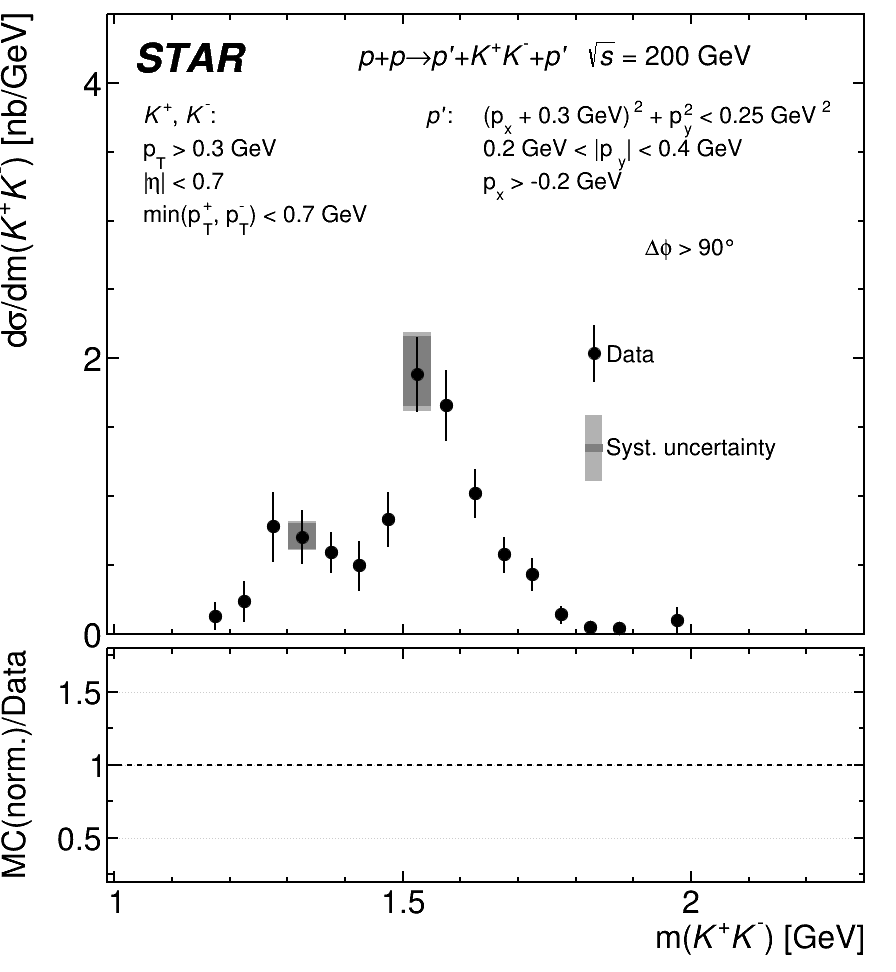 STAR p+p→p′+K⁺K⁻+p′ √s = 200 GeV
K⁺, K⁻: p′: (pₓ + 0.3 GeV)² + p_y² < 0.25 GeV²
p_T > 0.3 GeV 0.2 GeV < |p_y| < 0.4 GeV
|η| < 0.7 pₓ > -0.2 GeV
min(p_T⁺, p_T⁻) < 0.7 GeV
Δϕ > 90°
Data
Syst. uncertainty
dσ/dm(K⁺K⁻) [nb/GeV]
4
2
0
MC(norm.)/Data
1.5
1
0.5
1 1.5 2
m(K⁺K⁻) [GeV]